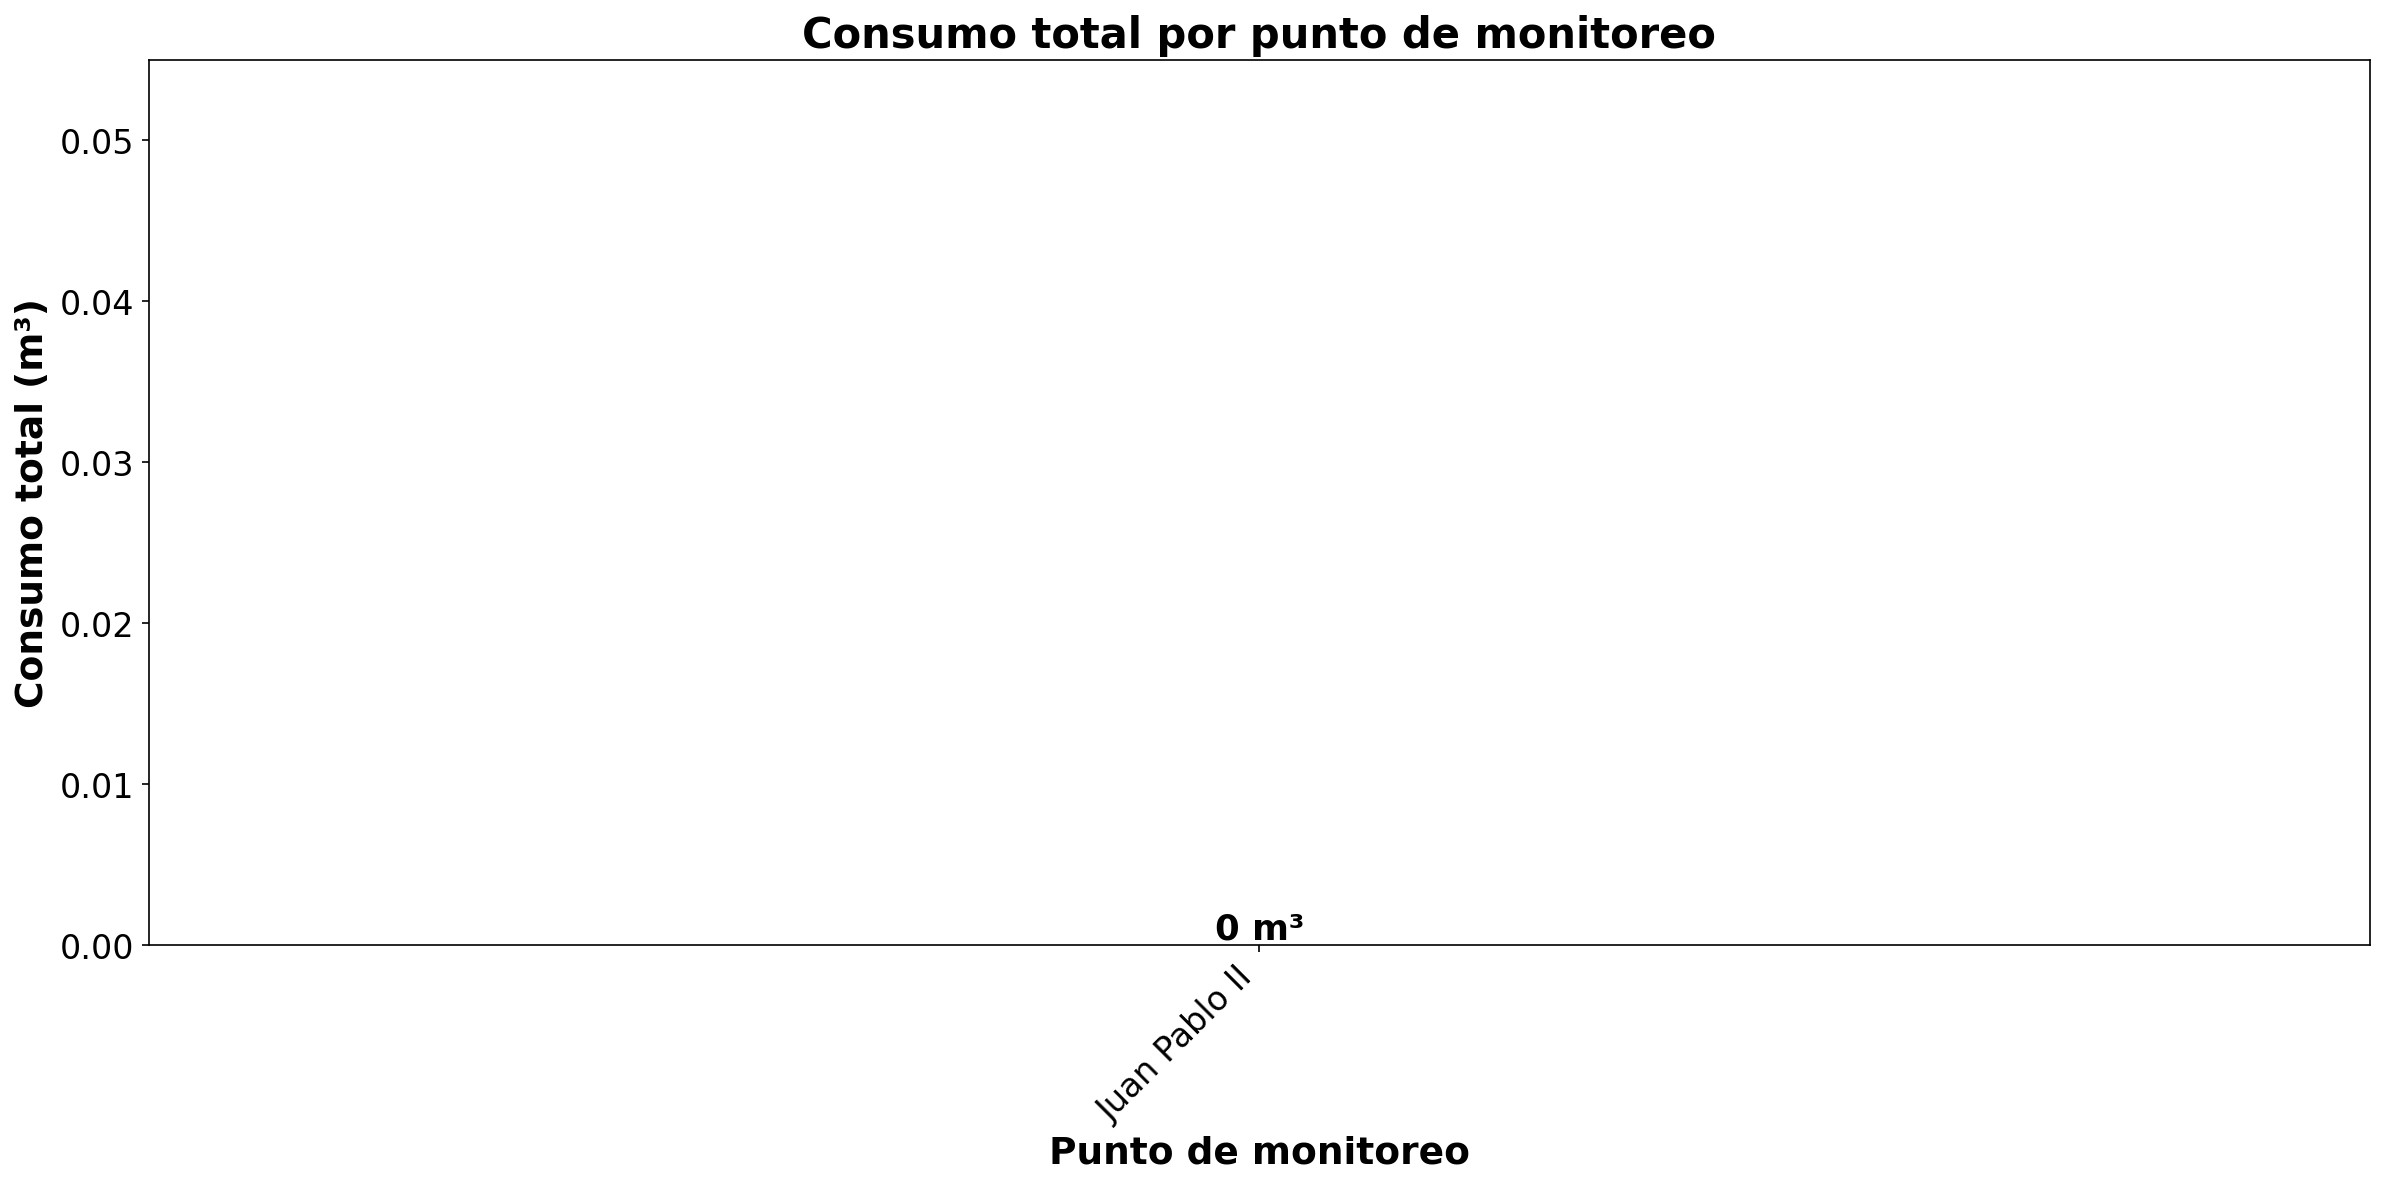 Consumo total por punto de monitoreo
Consumo total (m³)
0.05
0.04
0.03
0.02
0.01
0.00
0 m³
Juan Pablo II
Punto de monitoreo